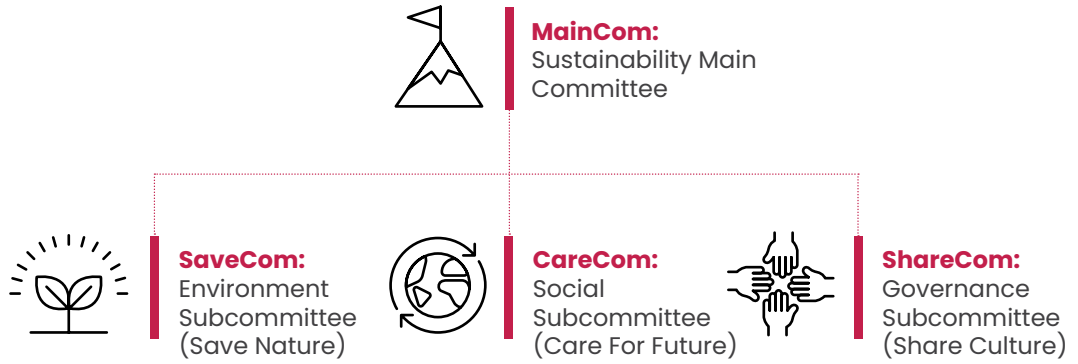 MainCom:
Sustainability Main
Committee
SaveCom:
Environment
Subcommittee
(Save Nature)
CareCom:
Social
Subcommittee
(Care For Future)
ShareCom:
Governance
Subcommittee
(Share Culture)